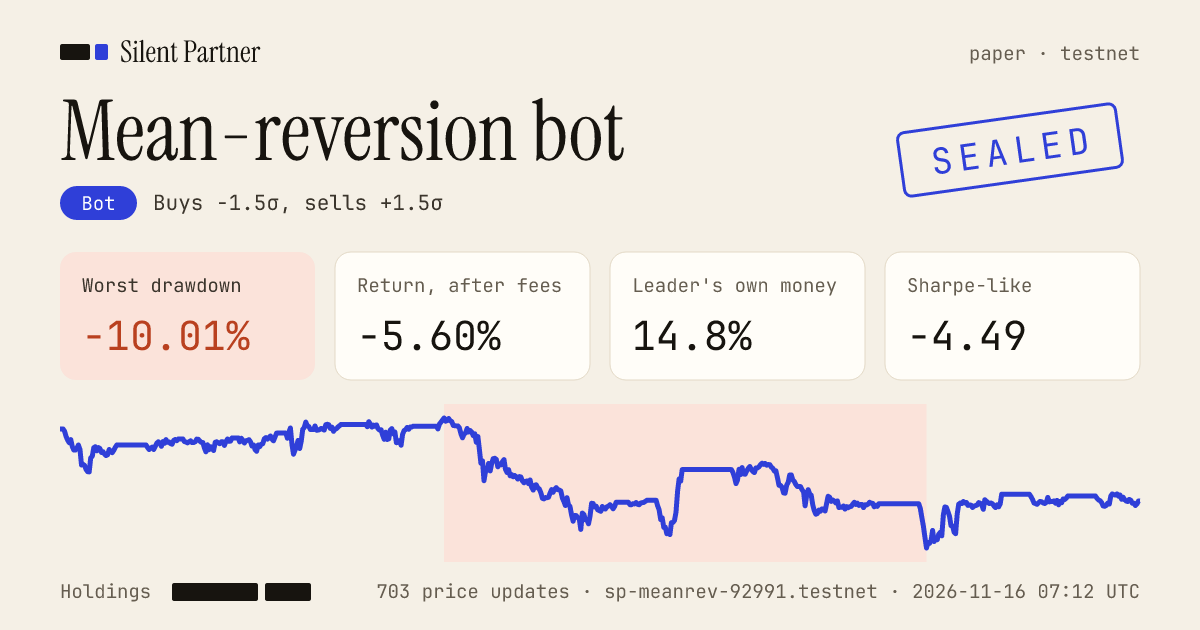 Silent Partner
paper · testnet
Mean-reversion bot
SEALED
Bot
Buys -1.5σ, sells +1.5σ
Worst drawdown
-10.01%
Return, after fees
-5.60%
Leader's own money
14.8%
Sharpe-like
-4.49
Holdings
703 price updates · sp-meanrev-92991.testnet · 2026-11-16 07:12 UTC